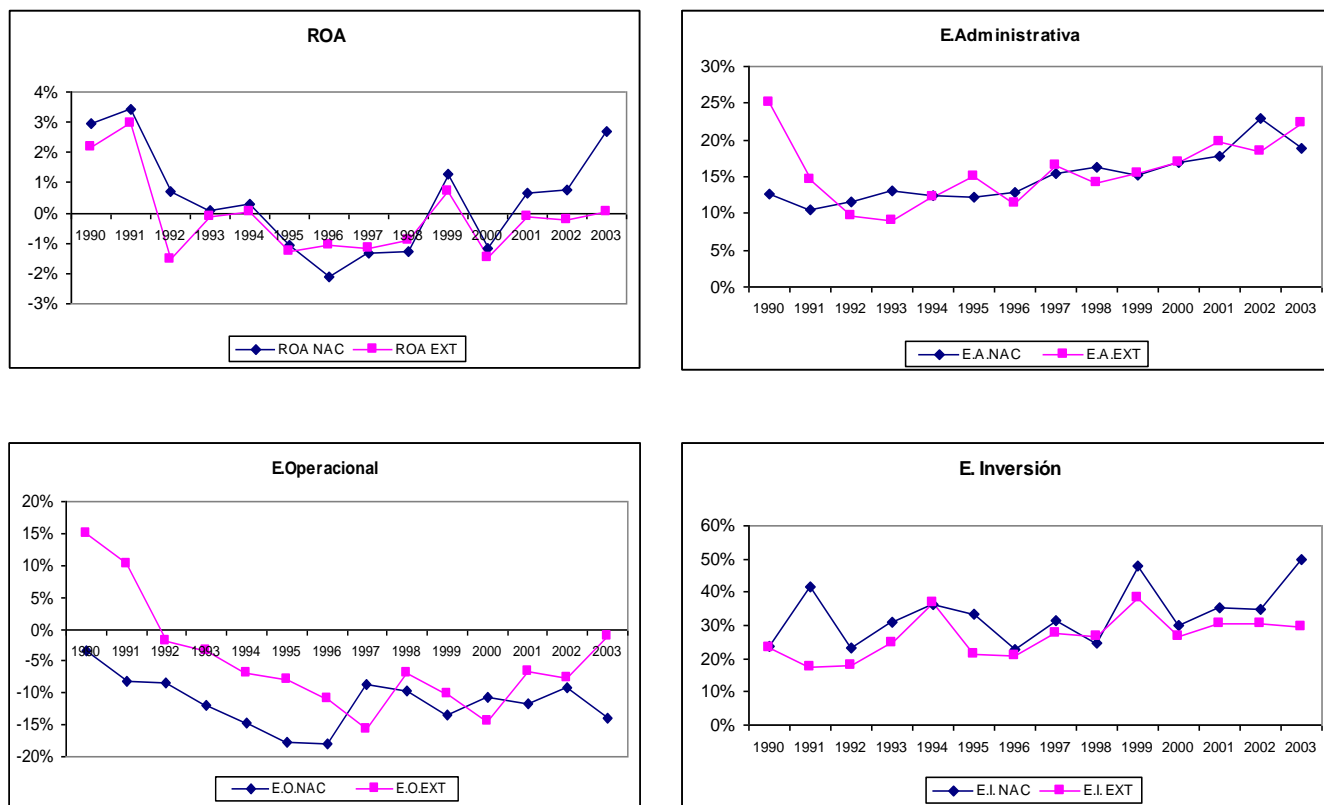 ROA
4%
3%
2%
1%
0%
-1%
-2%
-3%
1990 1991 1992 1993 1994 1995 1996 1997 1998 1999 2000 2001 2002 2003
ROA NAC ROA EXT
E.Administrativa
30%
25%
20%
15%
10%
5%
0%
1990 1991 1992 1993 1994 1995 1996 1997 1998 1999 2000 2001 2002 2003
E.A.NAC E.A.EXT
E.Operacional
20%
15%
10%
5%
0%
-5%
-10%
-15%
-20%
1990 1991 1992 1993 1994 1995 1996 1997 1998 1999 2000 2001 2002 2003
E.O.NAC E.O.EXT
E. Inversión
60%
50%
40%
30%
20%
10%
0%
1990 1991 1992 1993 1994 1995 1996 1997 1998 1999 2000 2001 2002 2003
E.I. NAC E.I. EXT